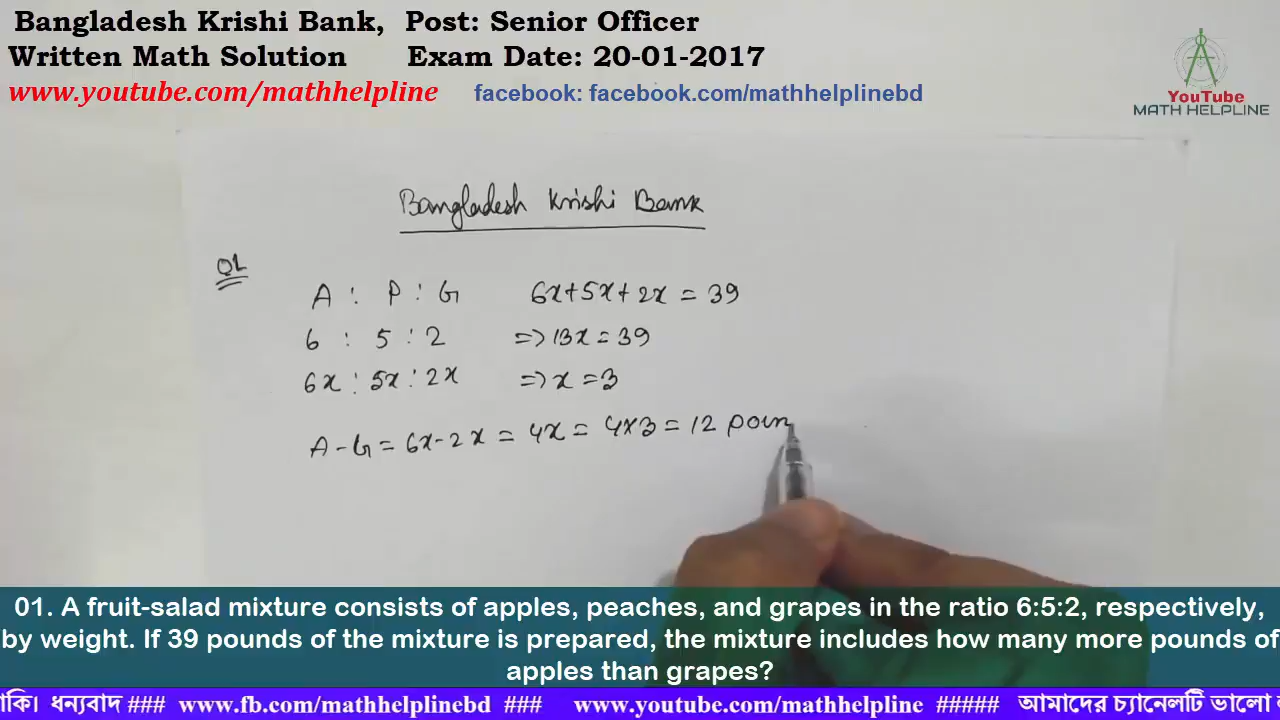 Bangladesh Krishi Bank, Post: Senior Officer
Written Math Solution Exam Date: 20-01-2017
www.youtube.com/mathhelpline facebook: facebook.com/mathhelplinebd
YouTube
MATH HELPLINE
Bangladesh Krishi Bank
Q1
A : P : G 6x+5x+2x = 39
6 : 5 : 2 => 13x = 39
6x : 5x : 2x => x = 3
A - G = 6x - 2x = 4x = 4x3 = 12 poun
01. A fruit-salad mixture consists of apples, peaches, and grapes in the ratio 6:5:2, respectively,
by weight. If 39 pounds of the mixture is prepared, the mixture includes how many more pounds of
apples than grapes?
াকি। ধন্যবাদ ### www.fb.com/mathhelplinebd ### www.youtube.com/mathhelpline ##### আমাদের চ্যানেলটি ভালো ল